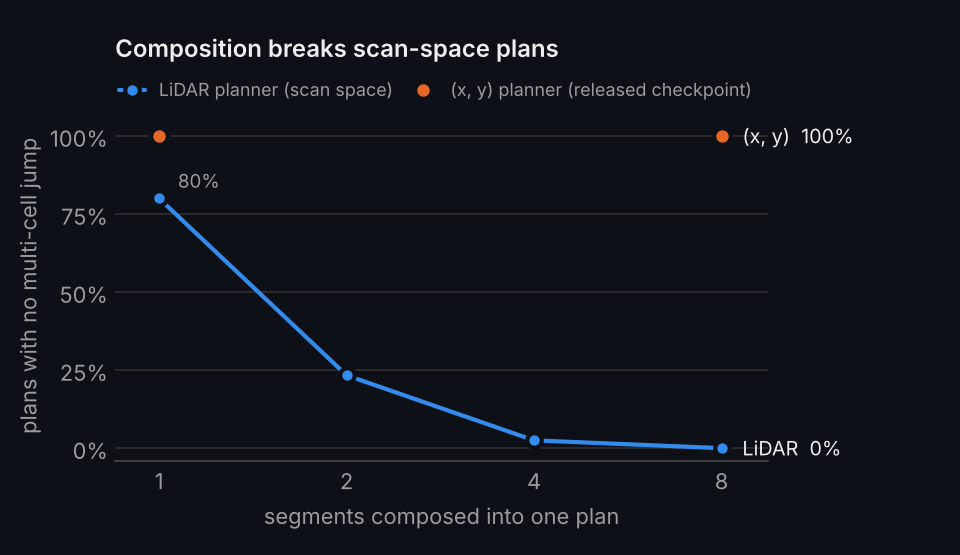 Composition breaks scan-space plans
LiDAR planner (scan space) (x, y) planner (released checkpoint)
plans with no multi-cell jump
100%
75%
50%
25%
0%
80%
(x, y) 100%
LiDAR 0%
1 2 4 8
segments composed into one plan